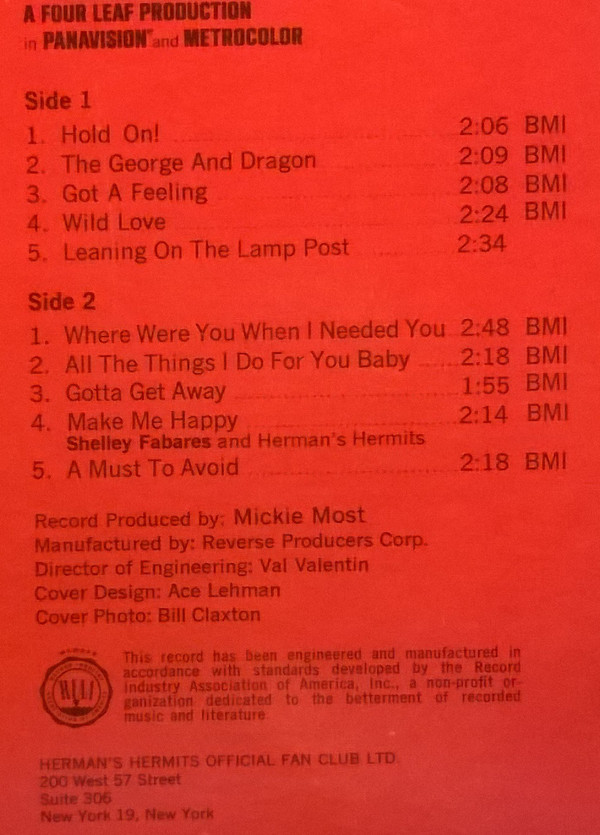 A FOUR LEAF PRODUCTION
in PANAVISION® and METROCOLOR
Side 1
1. Hold On! 2:06 BMI
2. The George And Dragon 2:09 BMI
3. Got A Feeling 2:08 BMI
4. Wild Love 2:24 BMI
5. Leaning On The Lamp Post 2:34
Side 2
1. Where Were You When I Needed You 2:48 BMI
2. All The Things I Do For You Baby 2:18 BMI
3. Gotta Get Away 1:55 BMI
4. Make Me Happy 2:14 BMI
Shelley Fabares and Herman's Hermits
5. A Must To Avoid 2:18 BMI
Record Produced by: Mickie Most
Manufactured by: Reverse Producers Corp.
Director of Engineering: Val Valentin
Cover Design: Ace Lehman
Cover Photo: Bill Claxton
This record has been engineered and manufactured in
accordance with standards developed by the Record
Industry Association of America, Inc., a non-profit or-
ganization dedicated to the betterment of recorded
music and literature.
HERMAN'S HERMITS OFFICIAL FAN CLUB LTD.
200 West 57 Street
Suite 306
New York 19, New York